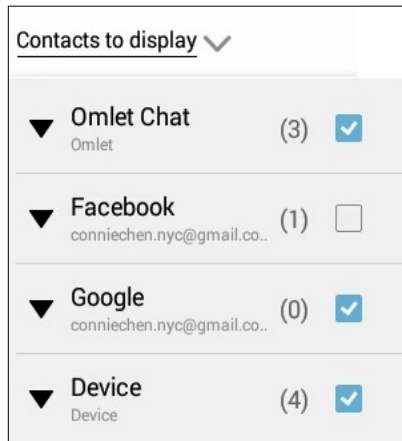 Contacts to display
Omlet Chat
Omlet
(3)
Facebook
conniechen.nyc@gmail.co..
(1)
Google
conniechen.nyc@gmail.co..
(0)
Device
Device
(4)